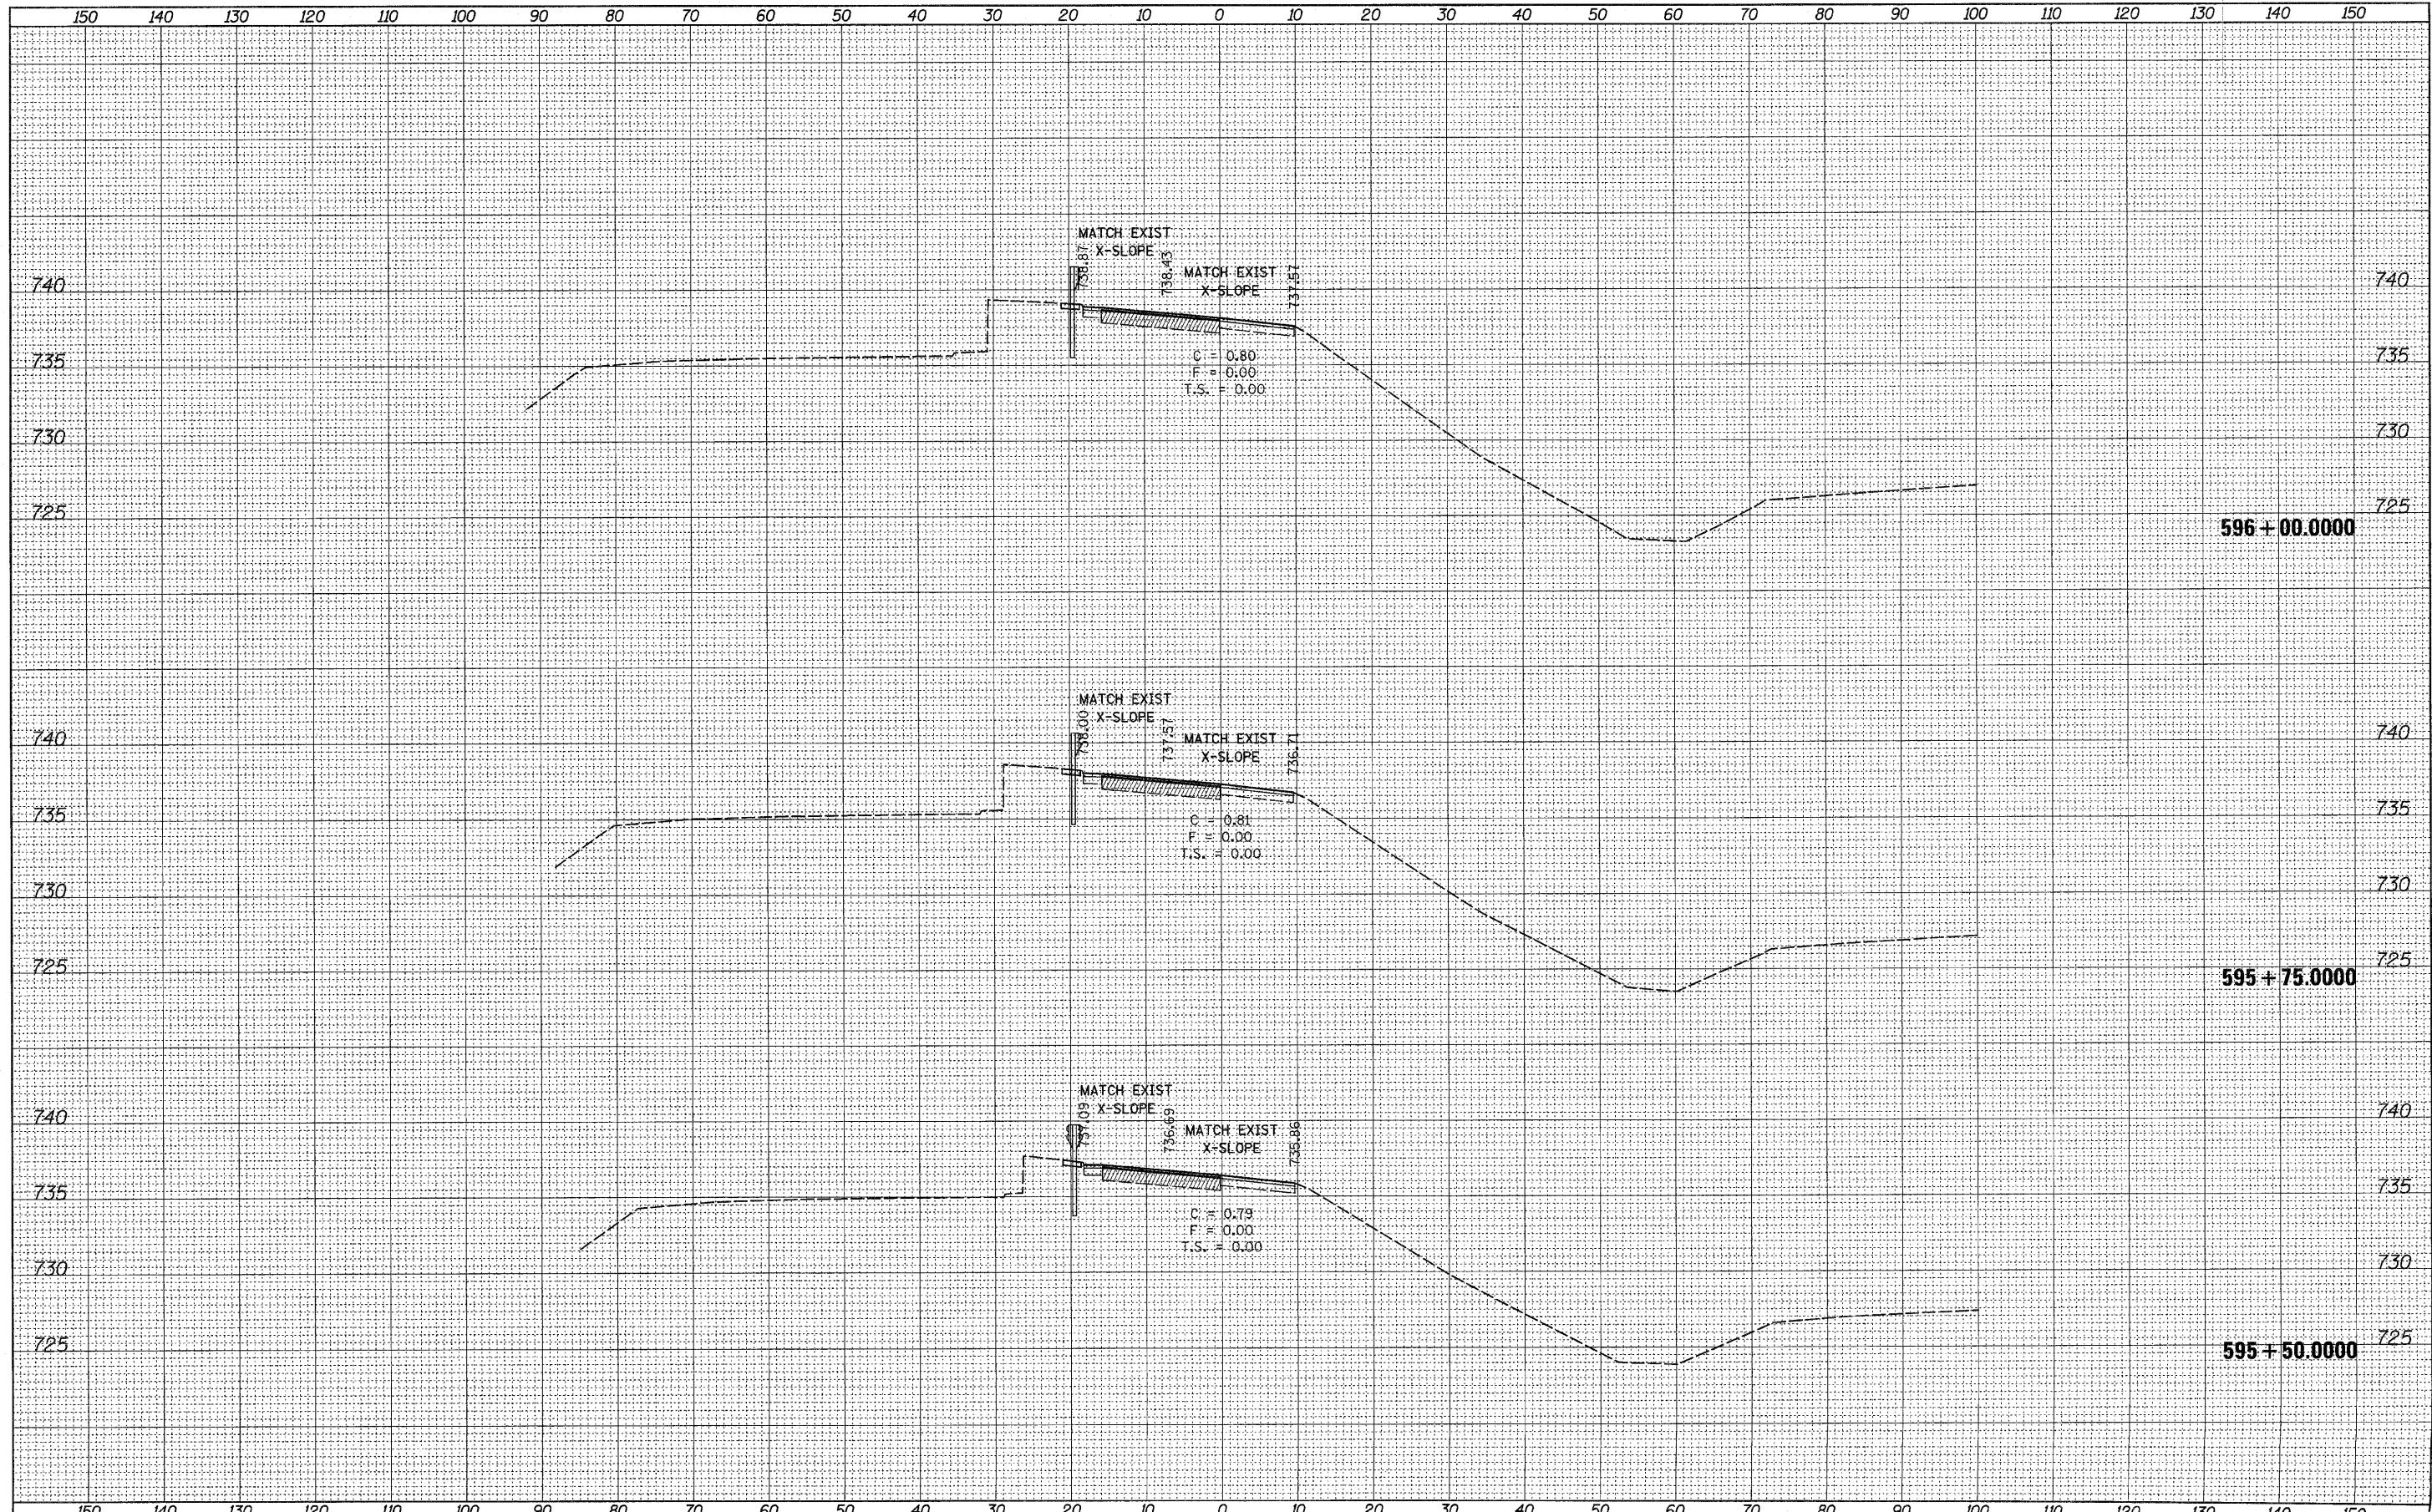 150 140 130 120 110 100 90 80 70 60 50 40 30 20 10 0 10 20 30 40 50 60 70 80 90 100 110 120 130 140 150
MATCH EXIST
X-SLOPE
738.87
738.43
MATCH EXIST
X-SLOPE
737.57
740 740
C = 0.80
F = 0.00
T.S. = 0.00
735 735
730 730
725 725
596+00.0000
MATCH EXIST
X-SLOPE
738.00
737.57
MATCH EXIST
X-SLOPE
736.71
740 740
735 735
C = 0.81
F = 0.00
T.S. = 0.00
730 730
725 725
595+75.0000
MATCH EXIST
X-SLOPE
737.09
736.69
MATCH EXIST
X-SLOPE
735.86
740 740
735 735
C = 0.79
F = 0.00
T.S. = 0.00
730 730
725 725
595+50.0000
150 140 130 120 110 100 90 80 70 60 50 40 30 20 10 0 10 20 30 40 50 60 70 80 90 100 110 120 130 140 150